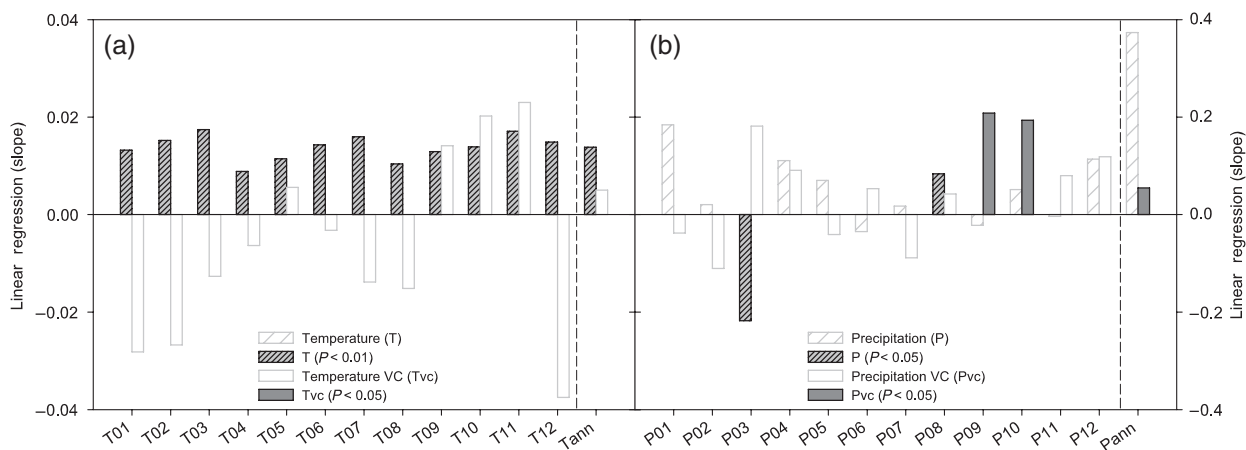 (a)
Linear regression (slope)
0.04
0.02
0.00
−0.02
−0.04
Temperature (T)
T (P < 0.01)
Temperature VC (Tvc)
Tvc (P < 0.05)
T01
T02
T03
T04
T05
T06
T07
T08
T09
T10
T11
T12
Tann
(b)
Precipitation (P)
P (P < 0.05)
Precipitation VC (Pvc)
Pvc (P < 0.05)
P01
P02
P03
P04
P05
P06
P07
P08
P09
P10
P11
P12
Pann
0.4
0.2
0.0
−0.2
−0.4
Linear regression (slope)